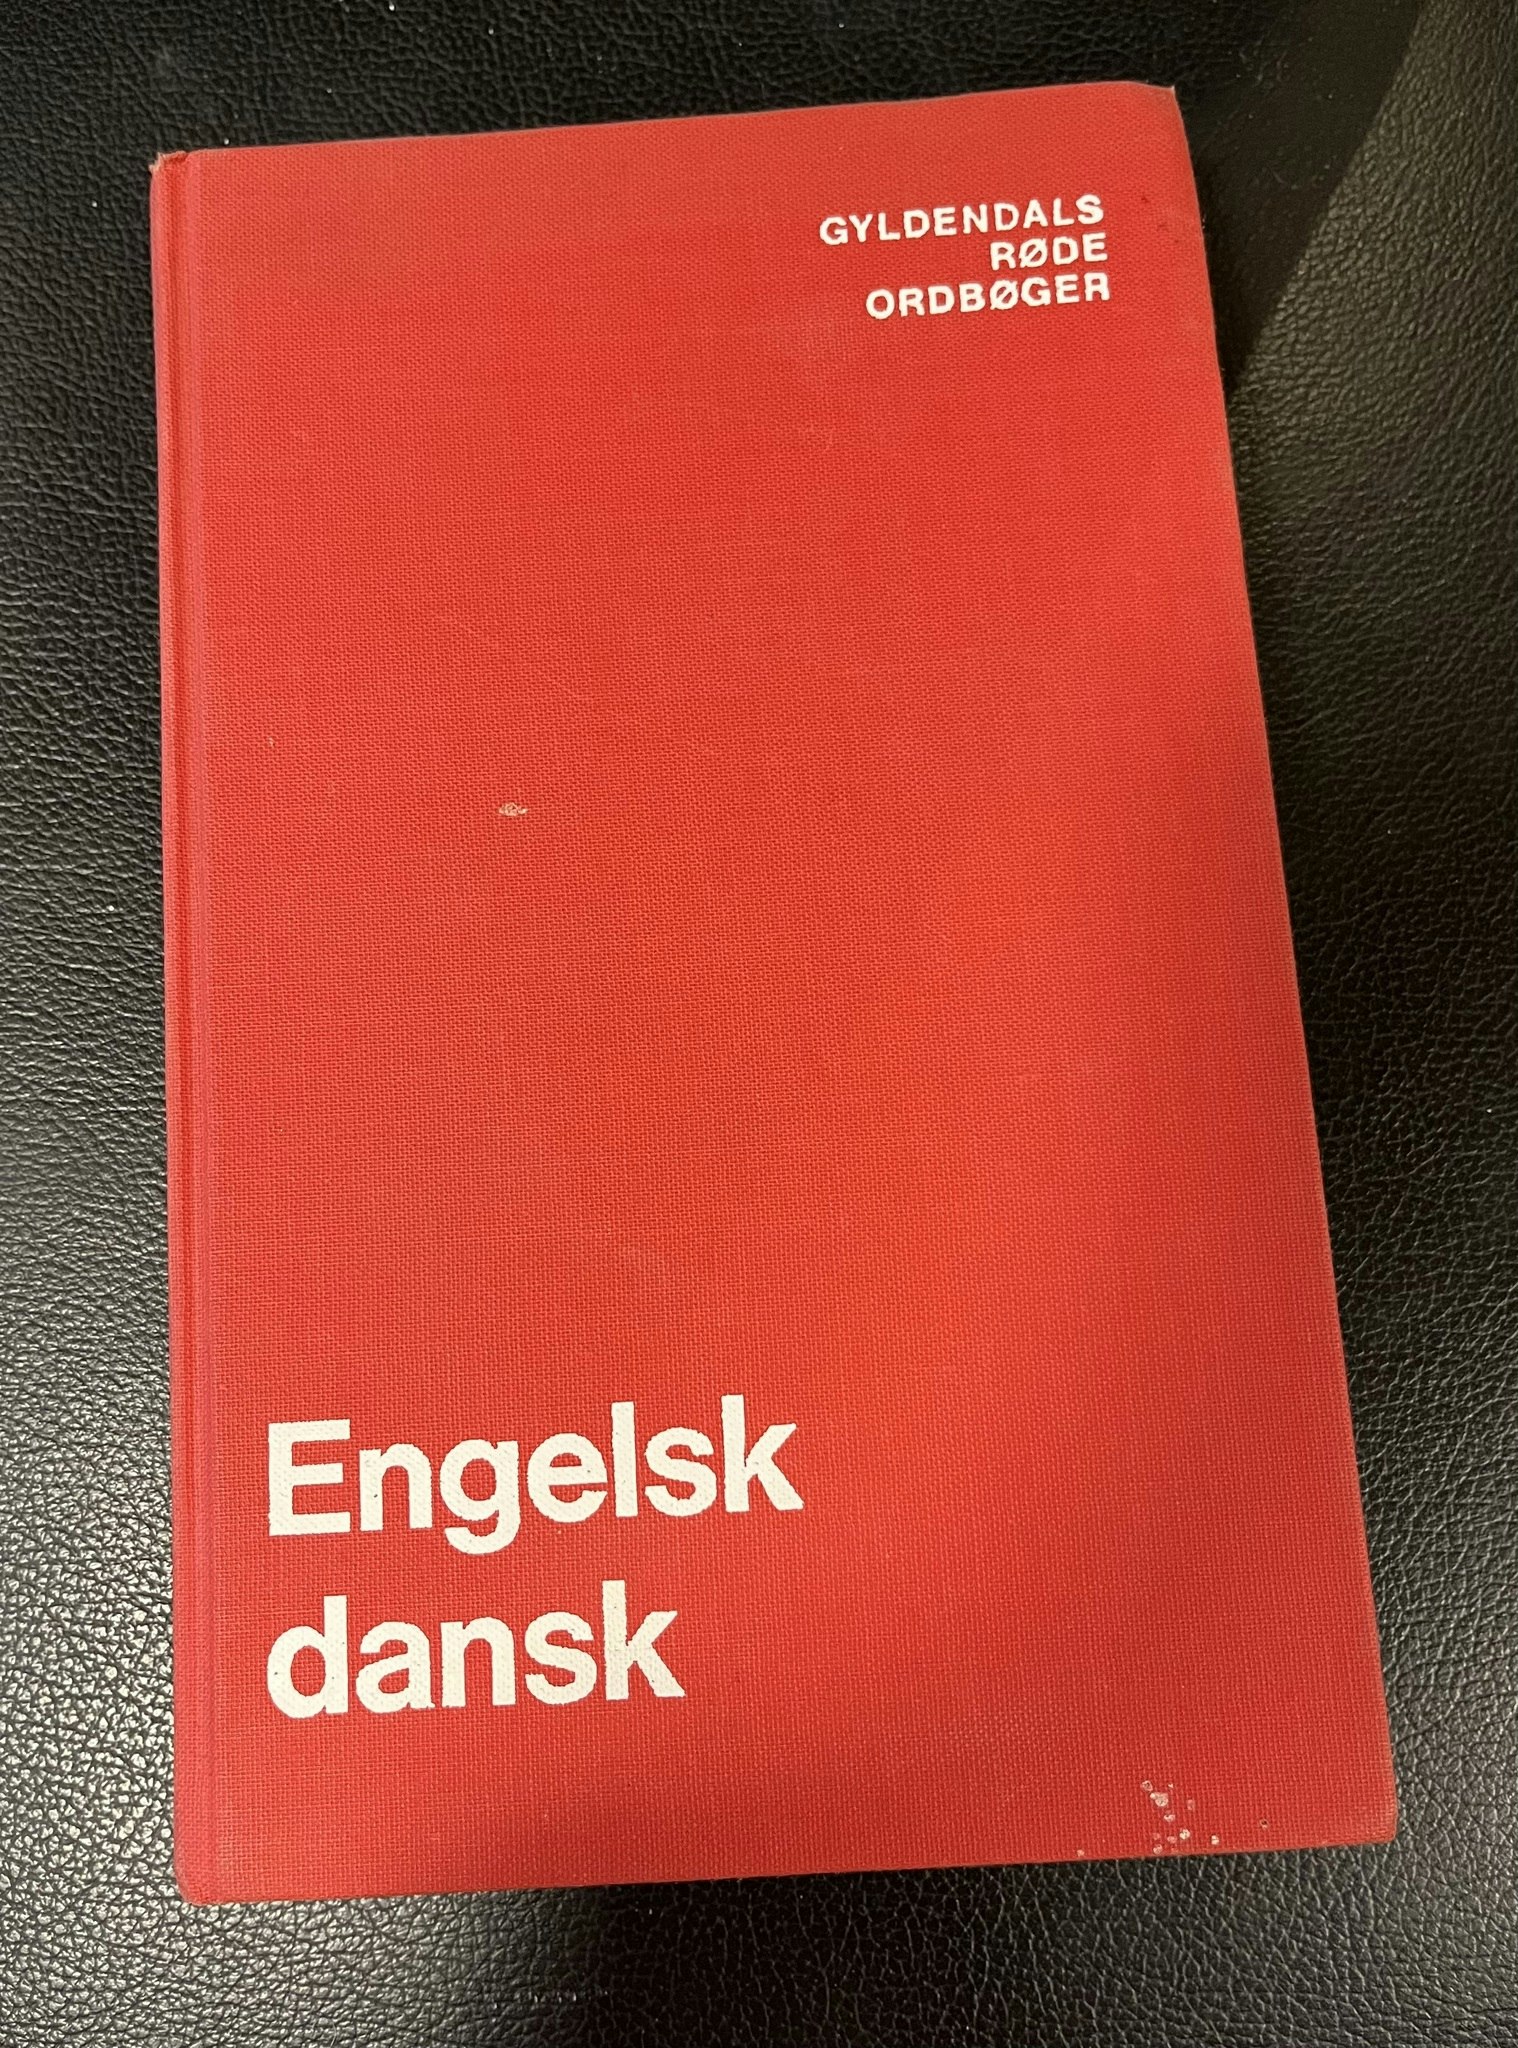 GYLDENDALS
RØDE
ORDBØGER
Engelsk
dansk